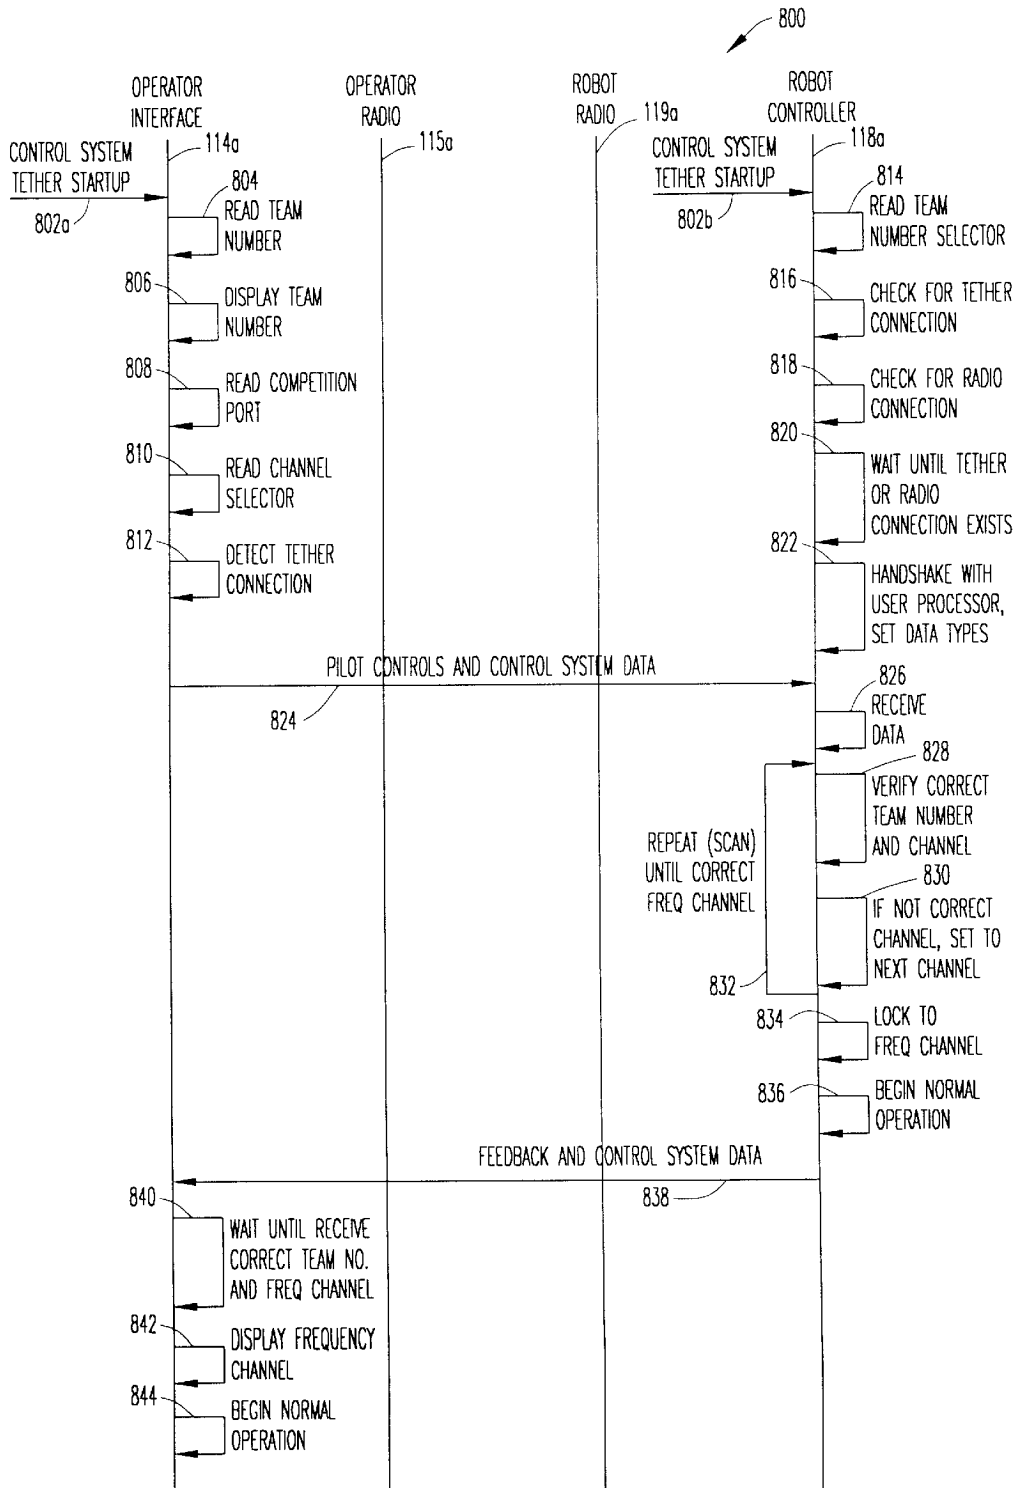 800
OPERATOR
INTERFACE
OPERATOR
RADIO
ROBOT
RADIO
ROBOT
CONTROLLER
114a
115a
119a
118a
CONTROL SYSTEM
TETHER STARTUP
802a
CONTROL SYSTEM
TETHER STARTUP
802b
804
READ TEAM
NUMBER
814
READ TEAM
NUMBER SELECTOR
806
DISPLAY TEAM
NUMBER
816
CHECK FOR TETHER
CONNECTION
808
READ COMPETITION
PORT
818
CHECK FOR RADIO
CONNECTION
810
READ CHANNEL
SELECTOR
820
WAIT UNTIL TETHER
OR RADIO
CONNECTION EXISTS
812
DETECT TETHER
CONNECTION
822
HANDSHAKE WITH
USER PROCESSOR,
SET DATA TYPES
PILOT CONTROLS AND CONTROL SYSTEM DATA
824
826
RECEIVE
DATA
828
VERIFY CORRECT
TEAM NUMBER
AND CHANNEL
REPEAT (SCAN)
UNTIL CORRECT
FREQ CHANNEL
832
830
IF NOT CORRECT
CHANNEL, SET TO
NEXT CHANNEL
834
LOCK TO
FREQ CHANNEL
836
BEGIN NORMAL
OPERATION
FEEDBACK AND CONTROL SYSTEM DATA
838
840
WAIT UNTIL RECEIVE
CORRECT TEAM NO.
AND FREQ CHANNEL
842
DISPLAY FREQUENCY
CHANNEL
844
BEGIN NORMAL
OPERATION